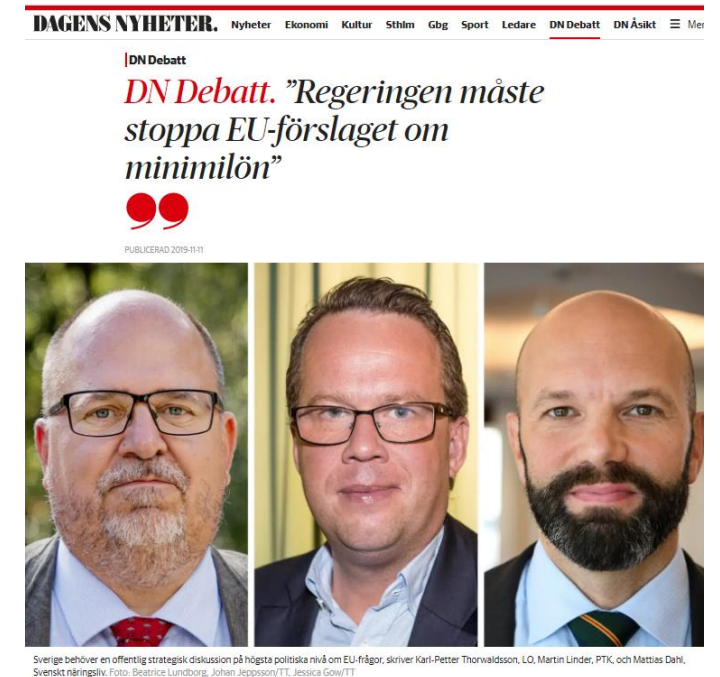 DAGENS NYHETER. Nyheter Ekonomi Kultur Sthlm Gbg Sport Ledare DN Debatt DN Åsikt
DN Debatt
DN Debatt. ”Regeringen måste
stoppa EU-förslaget om
minimilön”
PUBLICERAD 2019-11-11
Sverige behöver en offentlig strategisk diskussion på högsta politiska nivå om EU-frågor, skriver Karl-Petter Thorwaldsson, LO, Martin Linder, PTK, och Mattias Dahl,
Svenskt näringsliv. Foto: Beatrice Lundborg, Johan Jeppsson/TT, Jessica Gow/TT